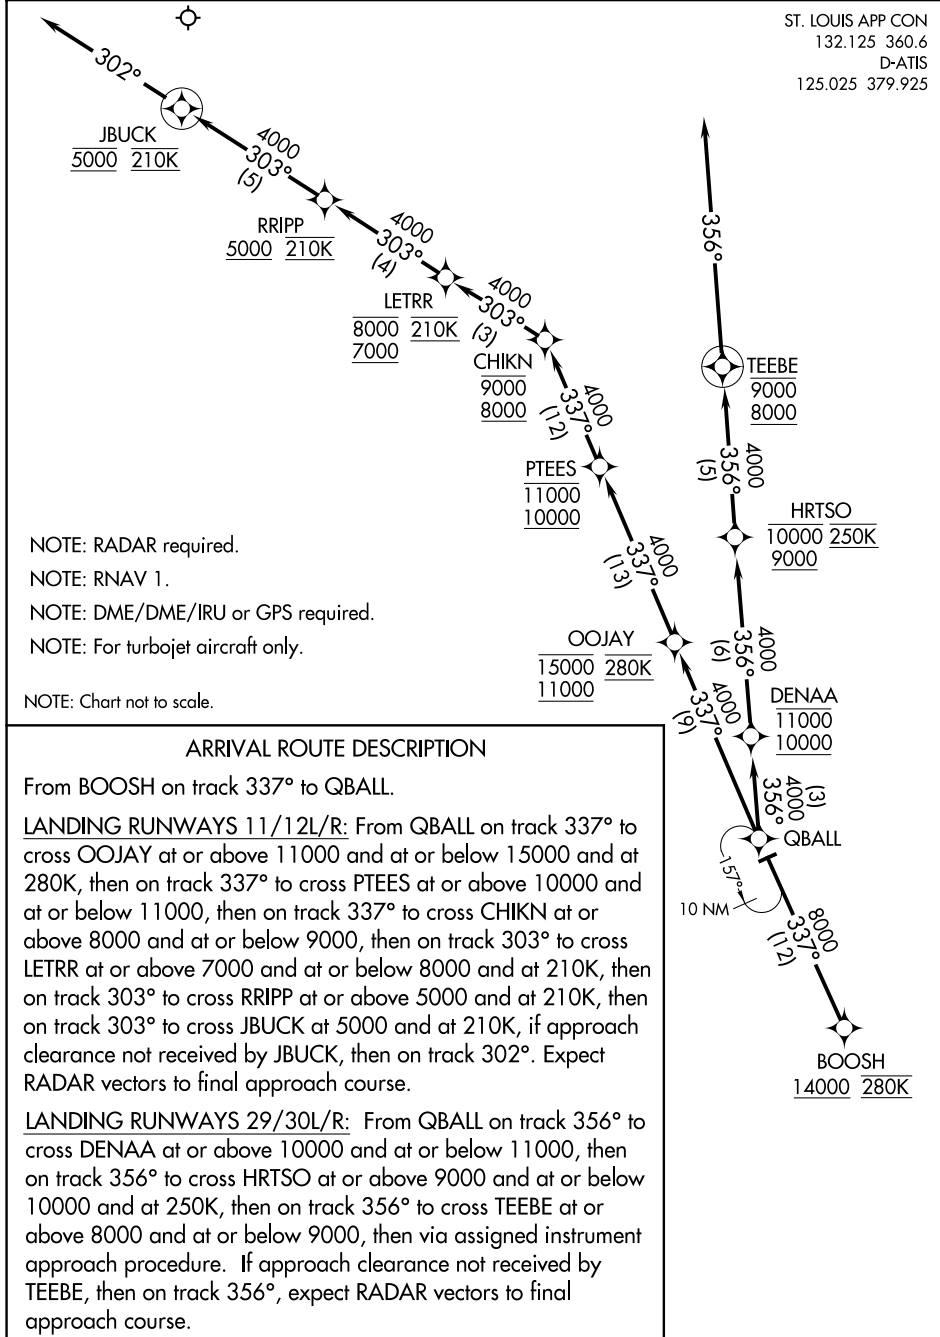 ST. LOUIS APP CON
132.125 360.6
D-ATIS
125.025 379.925
302°
JBUCK
5000 210K
4000
303°
(5)
RRIPP
5000 210K
4000
303°
(4)
LETRR
8000 210K
7000
4000
303°
(3)
CHIKN
9000
8000
4000
337°
(12)
PTEES
11000
10000
4000
337°
(13)
OOJAY
15000 280K
11000
4000
337°
(9)
356°
TEEBE
9000
8000
4000
356°
(5)
HRTSO
10000 250K
9000
4000
356°
(6)
DENAA
11000
10000
(3)
4000
356°
QBALL
157°
10 NM
8000
337°
(12)
BOOSH
14000 280K
NOTE: RADAR required.
NOTE: RNAV 1.
NOTE: DME/DME/IRU or GPS required.
NOTE: For turbojet aircraft only.
NOTE: Chart not to scale.
ARRIVAL ROUTE DESCRIPTION
From BOOSH on track 337° to QBALL.
LANDING RUNWAYS 11/12L/R: From QBALL on track 337° to
cross OOJAY at or above 11000 and at or below 15000 and at
280K, then on track 337° to cross PTEES at or above 10000 and
at or below 11000, then on track 337° to cross CHIKN at or
above 8000 and at or below 9000, then on track 303° to cross
LETRR at or above 7000 and at or below 8000 and at 210K, then
on track 303° to cross RRIPP at or above 5000 and at 210K, then
on track 303° to cross JBUCK at 5000 and at 210K, if approach
clearance not received by JBUCK, then on track 302°. Expect
RADAR vectors to final approach course.
LANDING RUNWAYS 29/30L/R: From QBALL on track 356° to
cross DENAA at or above 10000 and at or below 11000, then
on track 356° to cross HRTSO at or above 9000 and at or below
10000 and at 250K, then on track 356° to cross TEEBE at or
above 8000 and at or below 9000, then via assigned instrument
approach procedure. If approach clearance not received by
TEEBE, then on track 356°, expect RADAR vectors to final
approach course.